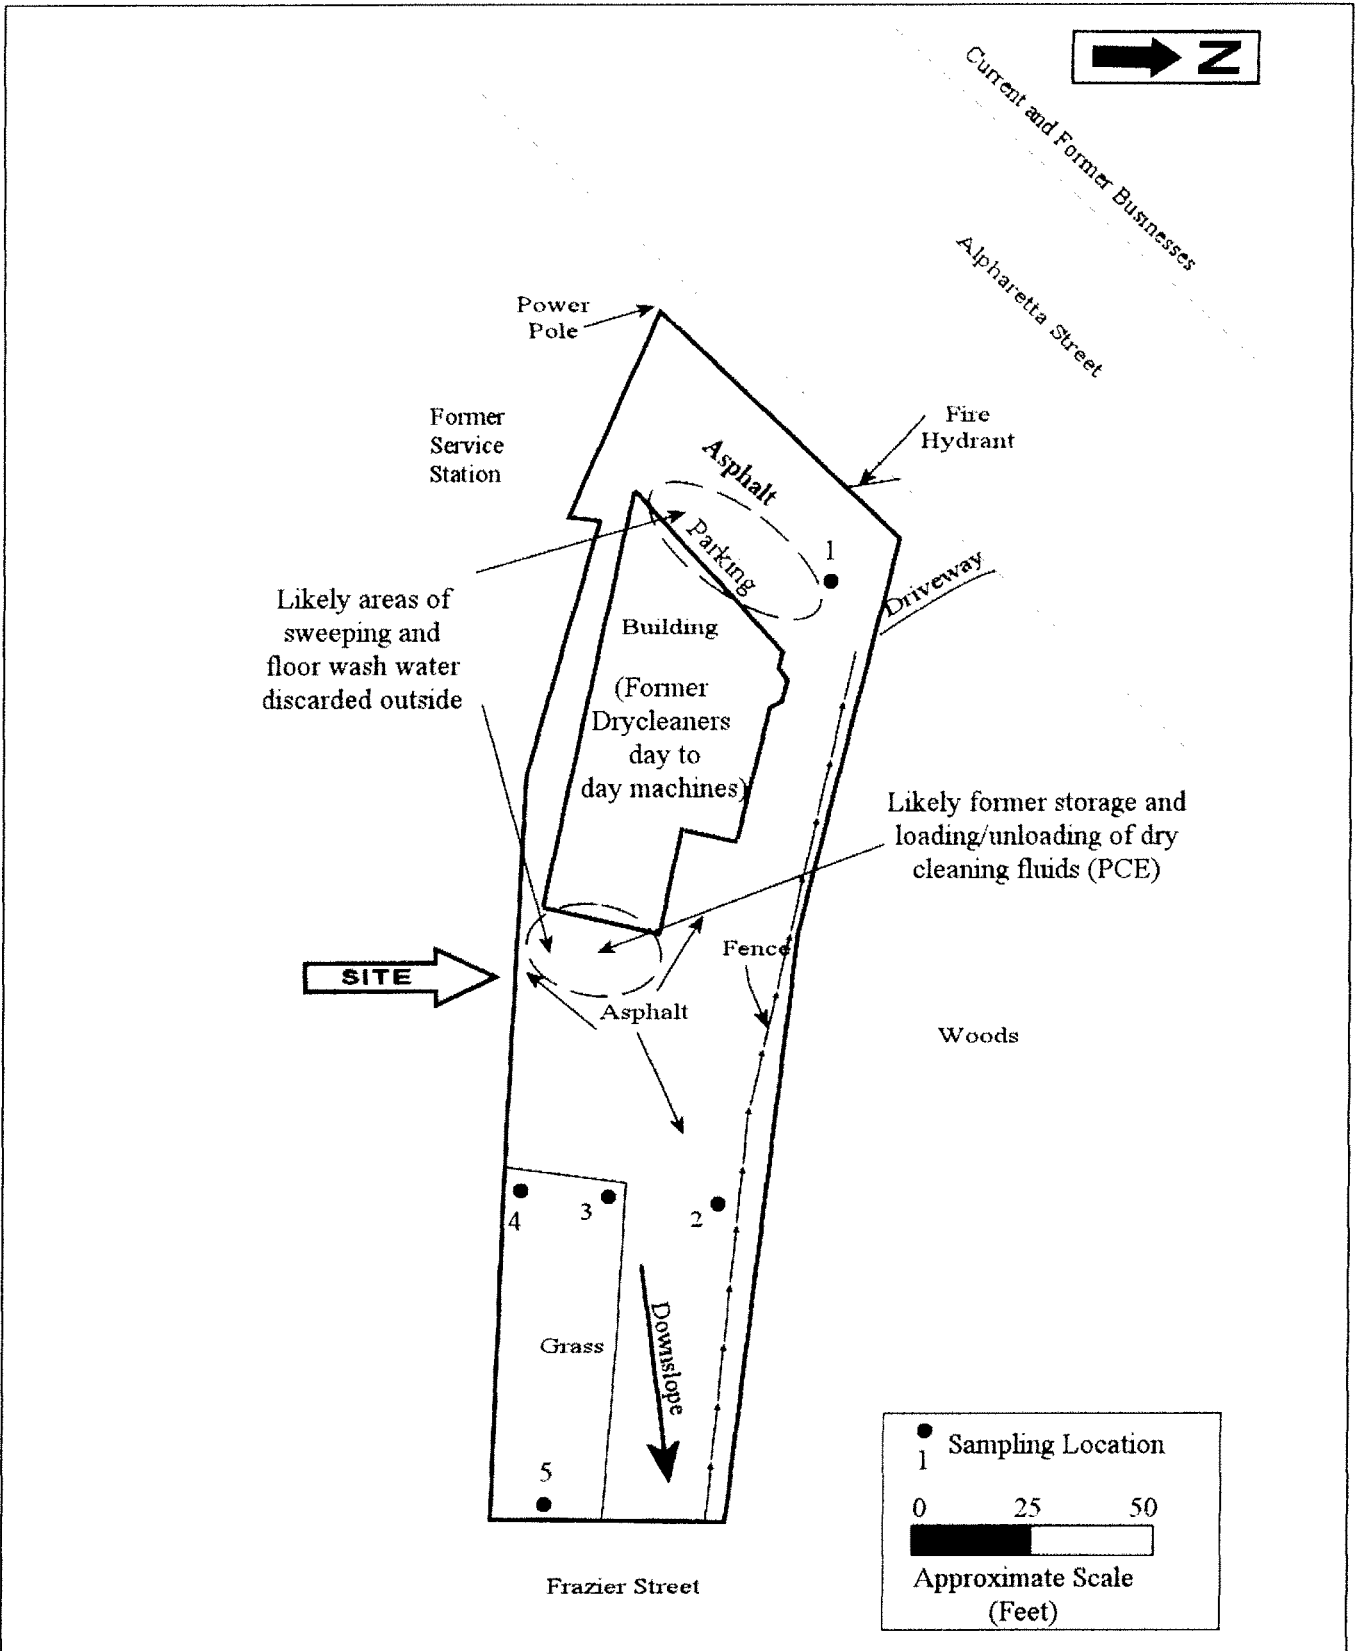 N
Current and Former Businesses
Alpharetta Street
Power
Pole
Former
Service
Station
Fire
Hydrant
Asphalt
Parking
1
Driveway
Likely areas of
sweeping and
floor wash water
discarded outside
Building
(Former
Drycleaners
day to
day machines)
Likely former storage and
loading/unloading of dry
cleaning fluids (PCE)
Fence
SITE
Asphalt
Woods
4
3
2
Downslope
Grass
5
Frazier Street
1
Sampling Location
0 25 50
Approximate Scale
(Feet)